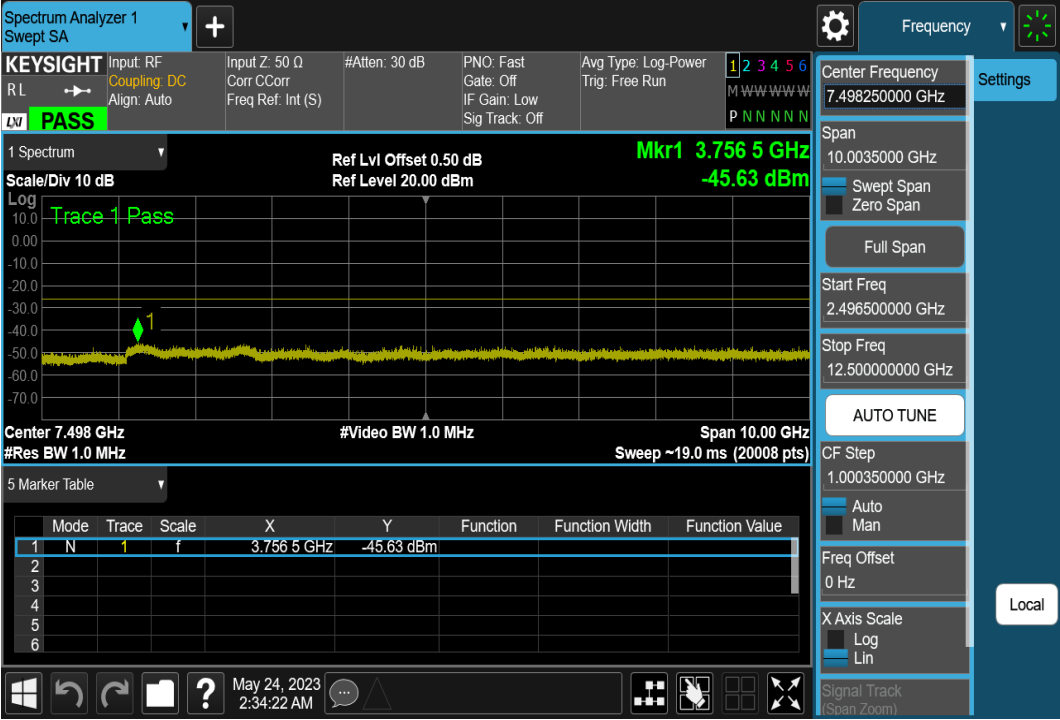 Spectrum Analyzer 1
Swept SA
+
Frequency
KEYSIGHT
R L
LXI PASS
Input: RF
Coupling: DC
Align: Auto
Input Z: 50 Ω
Corr CCorr
Freq Ref: Int (S)
#Atten: 30 dB
PNO: Fast
Gate: Off
IF Gain: Low
Sig Track: Off
Avg Type: Log-Power
Trig: Free Run
1 2 3 4 5 6
M W W W W W
P N N N N N
1 Spectrum
Scale/Div 10 dB
Ref Lvl Offset 0.50 dB
Ref Level 20.00 dBm
Mkr1 3.756 5 GHz
-45.63 dBm
Log
Trace 1 Pass
10.0
0.00
-10.0
-20.0
-30.0
-40.0
-50.0
-60.0
-70.0
1
Center 7.498 GHz
#Res BW 1.0 MHz
#Video BW 1.0 MHz
Span 10.00 GHz
Sweep ~19.0 ms (20008 pts)
5 Marker Table
Mode Trace Scale X Y Function Function Width Function Value
1 N 1 f 3.756 5 GHz -45.63 dBm
2
3
4
5
6
?
May 24, 2023
2:34:22 AM
Center Frequency
7.498250000 GHz
Span
10.0035000 GHz
Swept Span
Zero Span
Full Span
Start Freq
2.496500000 GHz
Stop Freq
12.500000000 GHz
AUTO TUNE
CF Step
1.000350000 GHz
Auto
Man
Freq Offset
0 Hz
X Axis Scale
Log
Lin
Signal Track
(Span Zoom)
Settings
Local